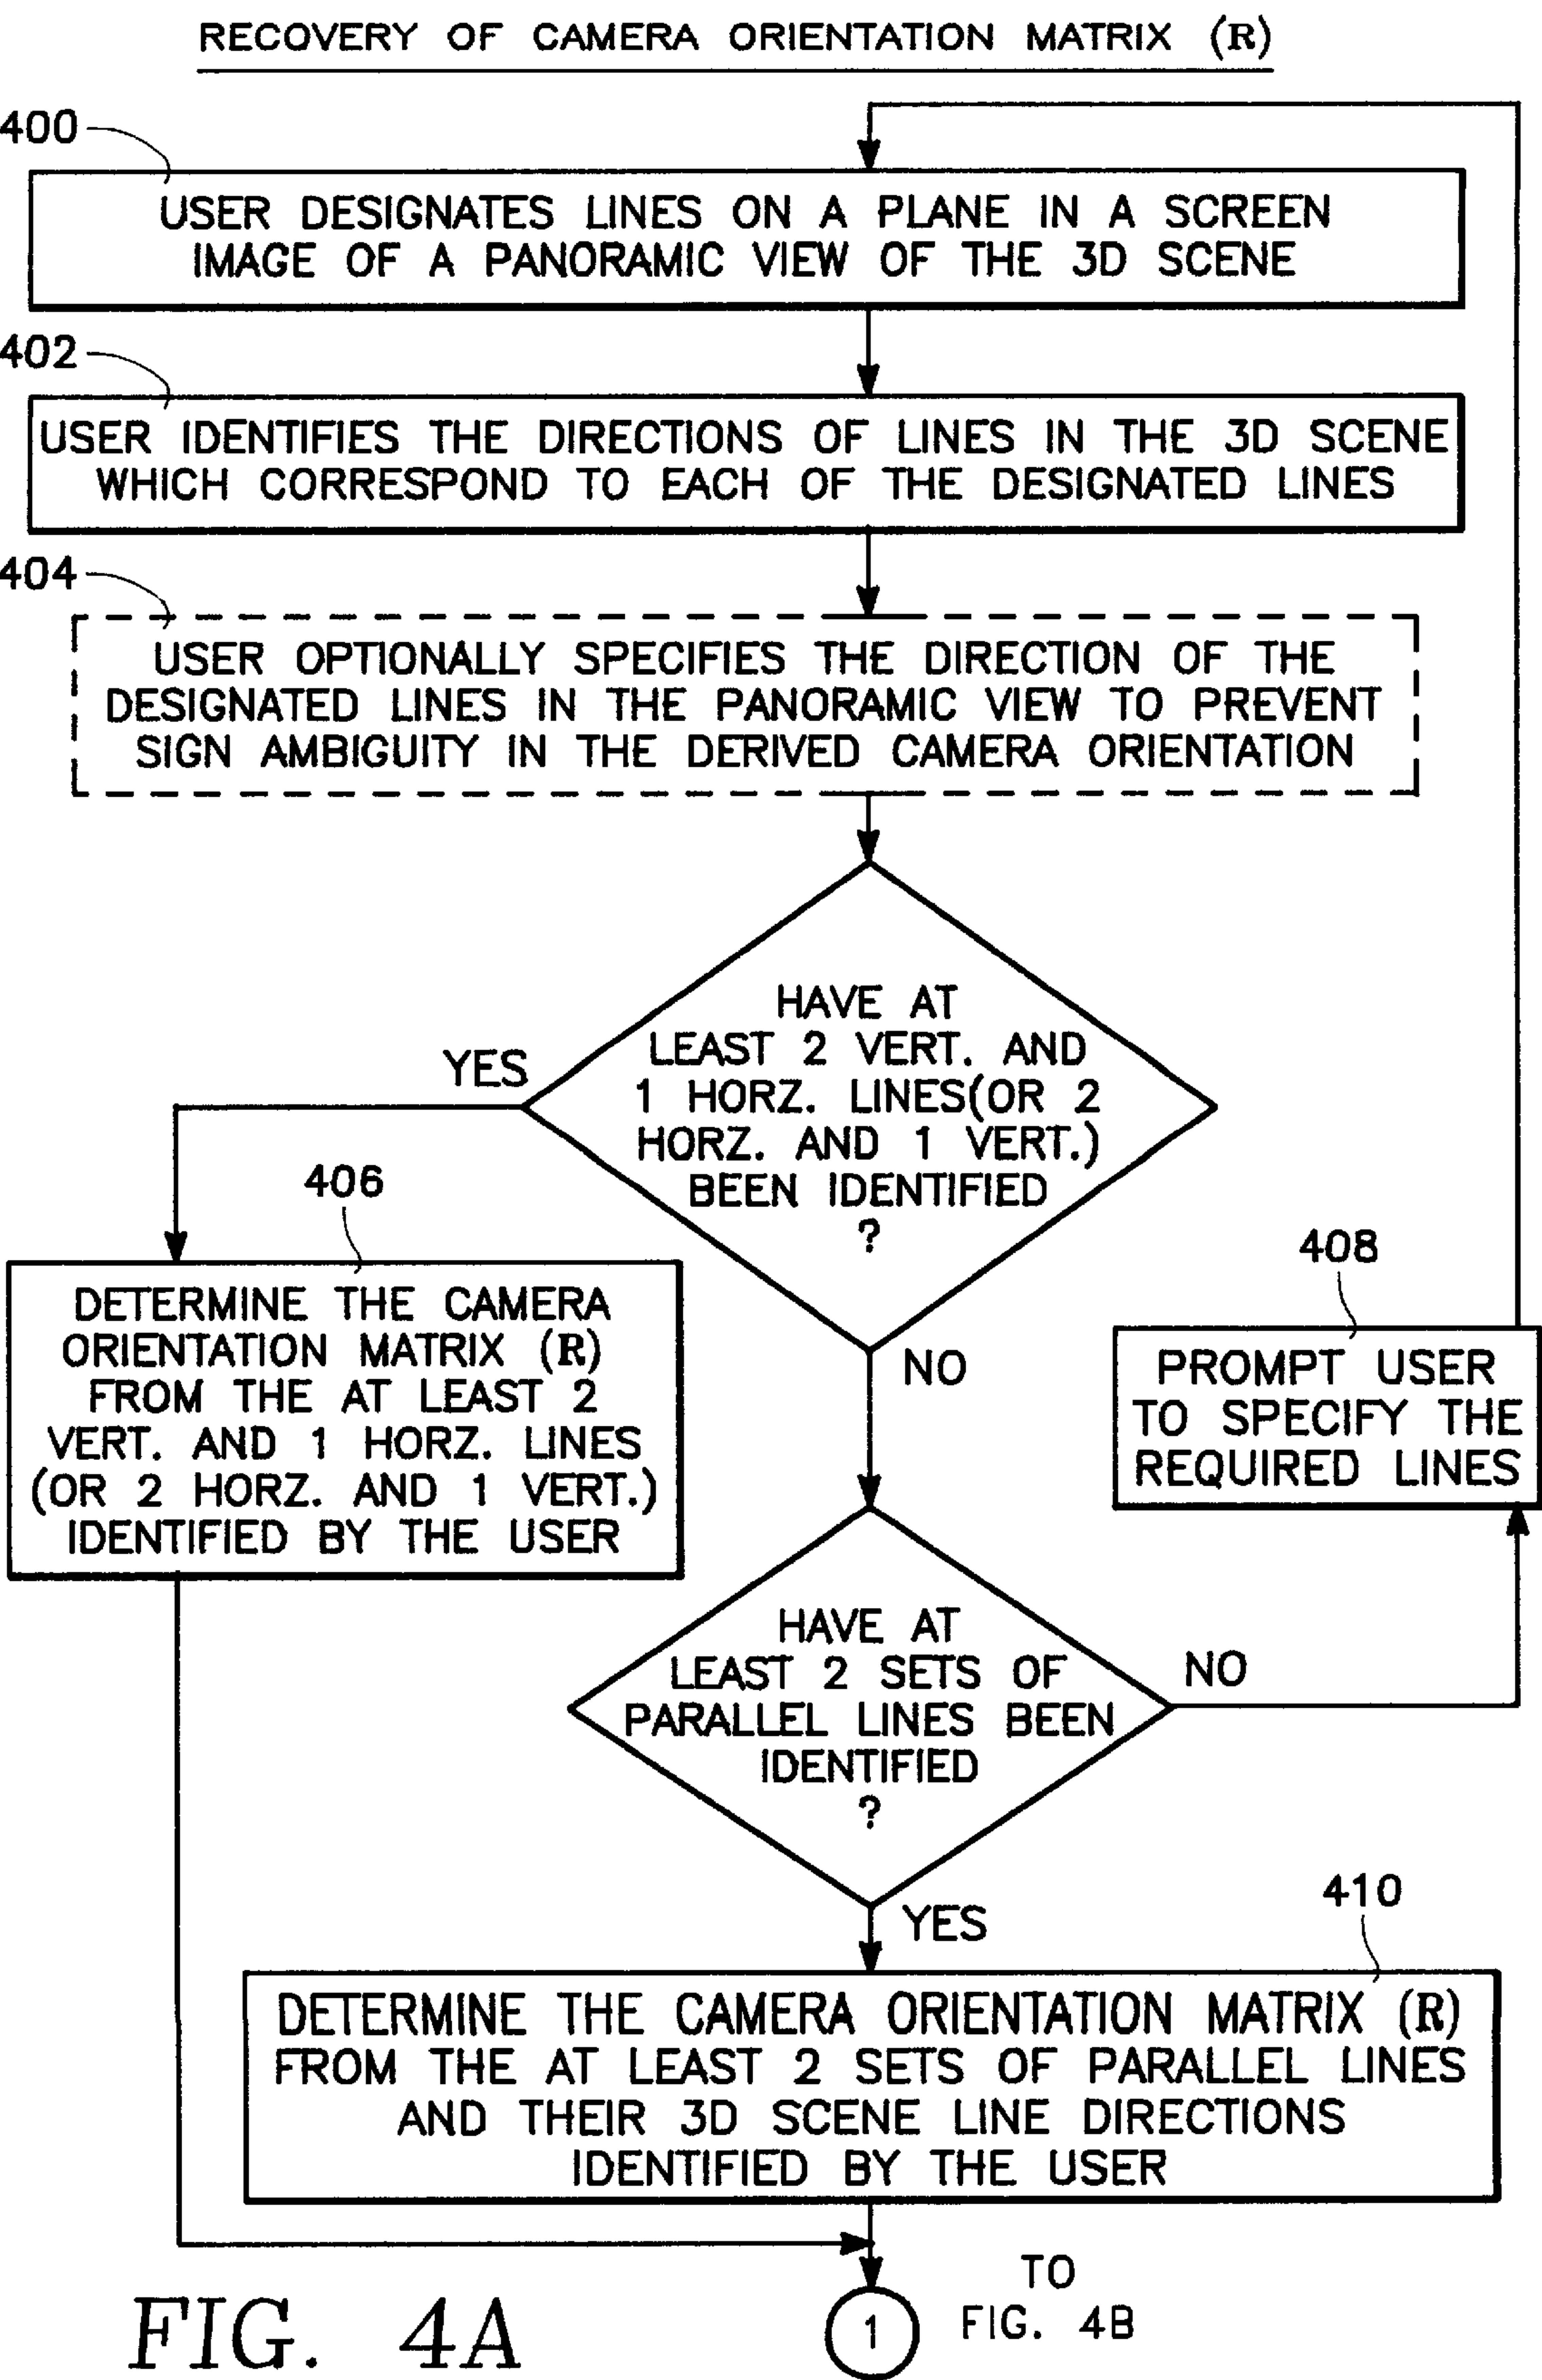 RECOVERY OF CAMERA ORIENTATION MATRIX (R)
400
USER DESIGNATES LINES ON A PLANE IN A SCREEN
IMAGE OF A PANORAMIC VIEW OF THE 3D SCENE
402
USER IDENTIFIES THE DIRECTIONS OF LINES IN THE 3D SCENE
WHICH CORRESPOND TO EACH OF THE DESIGNATED LINES
404
USER OPTIONALLY SPECIFIES THE DIRECTION OF THE
DESIGNATED LINES IN THE PANORAMIC VIEW TO PREVENT
SIGN AMBIGUITY IN THE DERIVED CAMERA ORIENTATION
HAVE AT
LEAST 2 VERT. AND
1 HORZ. LINES(OR 2
HORZ. AND 1 VERT.)
BEEN IDENTIFIED
?
YES
406
DETERMINE THE CAMERA
ORIENTATION MATRIX (R)
FROM THE AT LEAST 2
VERT. AND 1 HORZ. LINES
(OR 2 HORZ. AND 1 VERT.)
IDENTIFIED BY THE USER
NO
408
PROMPT USER
TO SPECIFY THE
REQUIRED LINES
HAVE AT
LEAST 2 SETS OF
PARALLEL LINES BEEN
IDENTIFIED
?
NO
YES
410
DETERMINE THE CAMERA ORIENTATION MATRIX (R)
FROM THE AT LEAST 2 SETS OF PARALLEL LINES
AND THEIR 3D SCENE LINE DIRECTIONS
IDENTIFIED BY THE USER
1
TO
FIG. 4B
FIG. 4A